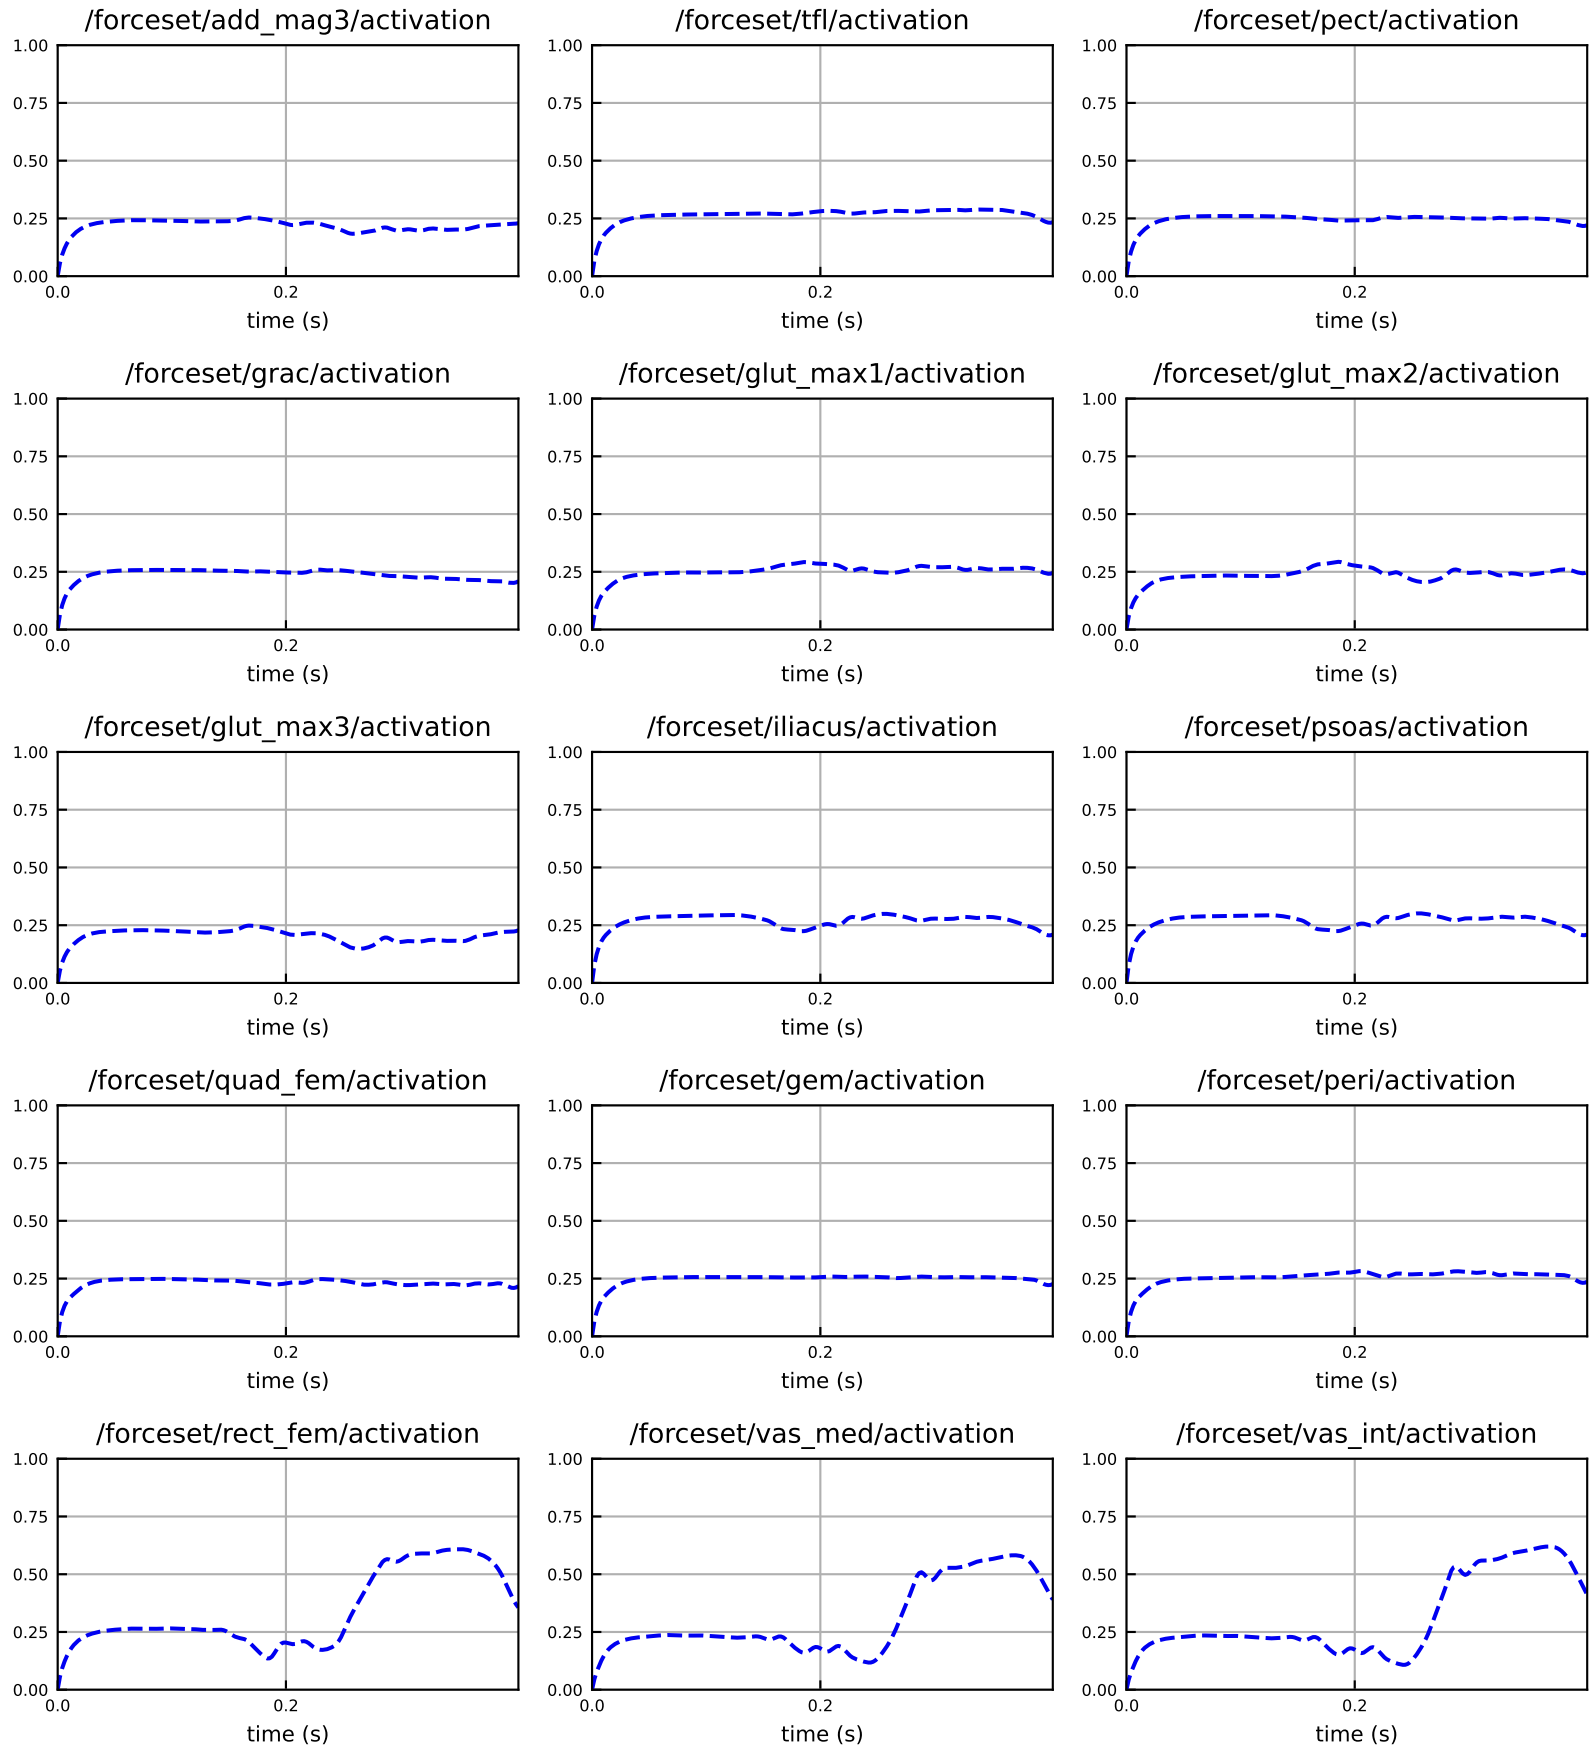 /forceset/add_mag3/activation /forceset/tfl/activation /forceset/pect/activation
1.00 1.00 1.00
0.75 0.75 0.75
0.50 0.50 0.50
0.25 0.25 0.25
0.00 0.00 0.00
0.0 0.2 0.0 0.2 0.0 0.2
time (s) time (s) time (s)
/forceset/grac/activation /forceset/glut_max1/activation /forceset/glut_max2/activation
1.00 1.00 1.00
0.75 0.75 0.75
0.50 0.50 0.50
0.25 0.25 0.25
0.00 0.00 0.00
0.0 0.2 0.0 0.2 0.0 0.2
time (s) time (s) time (s)
/forceset/glut_max3/activation /forceset/iliacus/activation /forceset/psoas/activation
1.00 1.00 1.00
0.75 0.75 0.75
0.50 0.50 0.50
0.25 0.25 0.25
0.00 0.00 0.00
0.0 0.2 0.0 0.2 0.0 0.2
time (s) time (s) time (s)
/forceset/quad_fem/activation /forceset/gem/activation /forceset/peri/activation
1.00 1.00 1.00
0.75 0.75 0.75
0.50 0.50 0.50
0.25 0.25 0.25
0.00 0.00 0.00
0.0 0.2 0.0 0.2 0.0 0.2
time (s) time (s) time (s)
/forceset/rect_fem/activation /forceset/vas_med/activation /forceset/vas_int/activation
1.00 1.00 1.00
0.75 0.75 0.75
0.50 0.50 0.50
0.25 0.25 0.25
0.00 0.00 0.00
0.0 0.2 0.0 0.2 0.0 0.2
time (s) time (s) time (s)